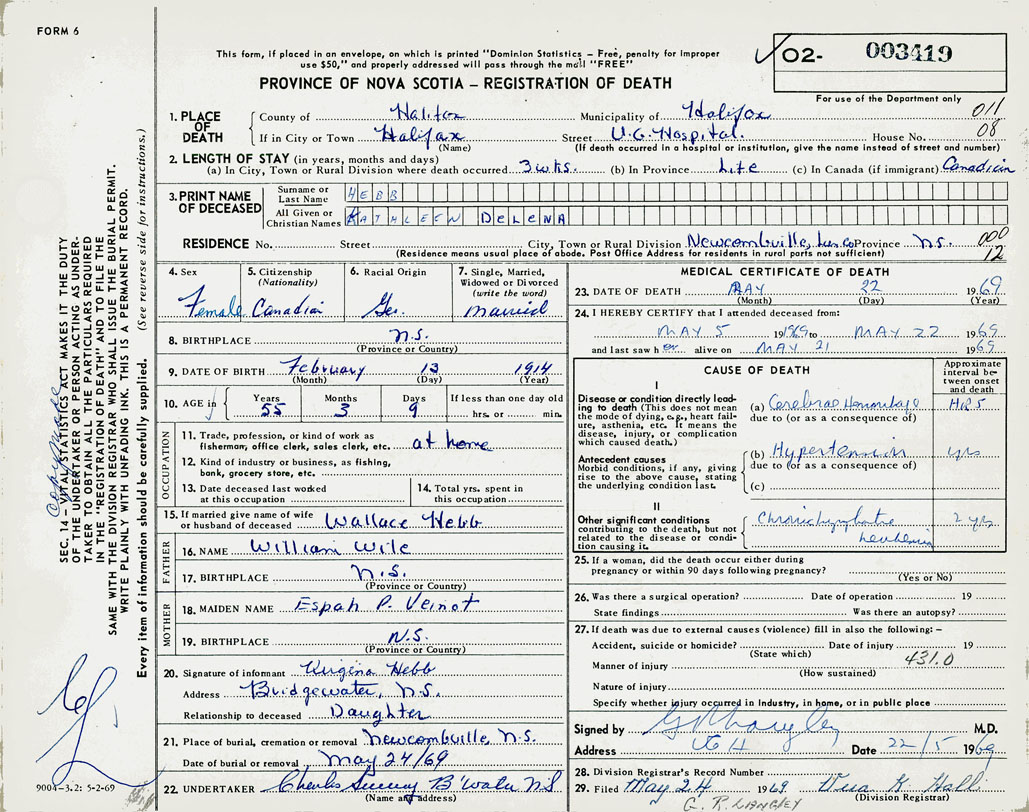 FORM 6
This form, if placed in an envelope, on which is printed "Dominion Statistics – Free, penalty for improper
use $50," and properly addressed will pass through the mail "FREE"
PROVINCE OF NOVA SCOTIA – REGISTRATION OF DEATH
O2- 003419
For use of the Department only
011
08
1. PLACE OF DEATH
County of Halifax Municipality of Halifax
If in City or Town Halifax Street V.G. Hospital. House No.
(Name) (If death occurred in a hospital or institution, give the name instead of street and number)
2. LENGTH OF STAY (in years, months and days)
(a) In City, Town or Rural Division where death occurred 3 wks. (b) In Province Life (c) In Canada (if immigrant) Canadian
3. PRINT NAME OF DECEASED
Surname or Last Name HEBB
All Given or Christian Names KATHLEEN DELENA
RESIDENCE No. Street City, Town or Rural Division Newcombville, Lun. Co Province N.S.
000
12
(Residence means usual place of abode. Post Office Address for residents in rural parts not sufficient)
4. Sex Female
5. Citizenship (Nationality) Canadian
6. Racial Origin Ger.
7. Single, Married, Widowed or Divorced (write the word) Married
8. BIRTHPLACE N.S.
(Province or Country)
9. DATE OF BIRTH February 13 1914
(Month) (Day) (Year)
10. AGE in Years 55 Months 3 Days 9 If less than one day old
hrs. or min.
OCCUPATION
11. Trade, profession, or kind of work as fisherman, office clerk, sales clerk, etc. at home
12. Kind of industry or business, as fishing, bank, grocery store, etc.
13. Date deceased last worked at this occupation
14. Total yrs. spent in this occupation
15. If married give name of wife or husband of deceased Wallace Hebb
FATHER
16. NAME William Wile
17. BIRTHPLACE N.S.
(Province or Country)
MOTHER
18. MAIDEN NAME Espah P. Veinot
19. BIRTHPLACE N.S.
(Province or Country)
20. Signature of informant Hebb
Address Bridgewater, N.S.
Relationship to deceased Daughter
21. Place of burial, cremation or removal Newcombville, N.S.
Date of burial or removal May 24/69
22. UNDERTAKER Charles B'Water N.S.
(Name and address)
MEDICAL CERTIFICATE OF DEATH
23. DATE OF DEATH MAY 22 1969
(Month) (Day) (Year)
24. I HEREBY CERTIFY that I attended deceased from:
MAY 5 1969 to MAY 22 1969
and last saw her alive on MAY 21 1969
CAUSE OF DEATH
Approximate interval between onset and death
I
Disease or condition directly leading to death (This does not mean the mode of dying, e.g., heart failure, asthenia, etc. It means the disease, injury, or complication which caused death.)
(a) Cerebral Hemorrhage HRS
due to (or as a consequence of)
Antecedent causes
Morbid conditions, if any, giving rise to the above cause, stating the underlying condition last.
(b) Hypertension yrs
due to (or as a consequence of)
(c)
II
Other significant conditions contributing to the death, but not related to the disease or condition causing it.
Chronic lymphatic leukemia 2 yrs
25. If a woman, did the death occur either during pregnancy or within 90 days following pregnancy?
(Yes or No)
26. Was there a surgical operation? Date of operation 19
State findings Was there an autopsy?
27. If death was due to external causes (violence) fill in also the following: –
Accident, suicide or homicide? Date of injury 19
(State which) 431.0
Manner of injury
(How sustained)
Nature of injury
Specify whether injury occurred in Industry, in home, or in public place
Signed by G R Langley M.D.
Address VGH Date 22/5 1969
28. Division Registrar's Record Number
29. Filed May 24 1969 K. Hall
G. R. LANGLEY Division Registrar
SEC. 14 – VITAL STATISTICS ACT MAKES IT THE DUTY
OF THE UNDERTAKER OR PERSON ACTING AS UNDER-
TAKER TO OBTAIN ALL THE PARTICULARS REQUIRED
IN THE "REGISTRATION OF DEATH" AND TO FILE THE
SAME WITH THE DIVISION REGISTRAR WHO SHALL ISSUE THE BURIAL PERMIT.
WRITE PLAINLY WITH UNFADING INK. THIS IS A PERMANENT RECORD.
Every item of information should be carefully supplied. (See reverse side for instructions.)
9004-3.2: 5-2-69